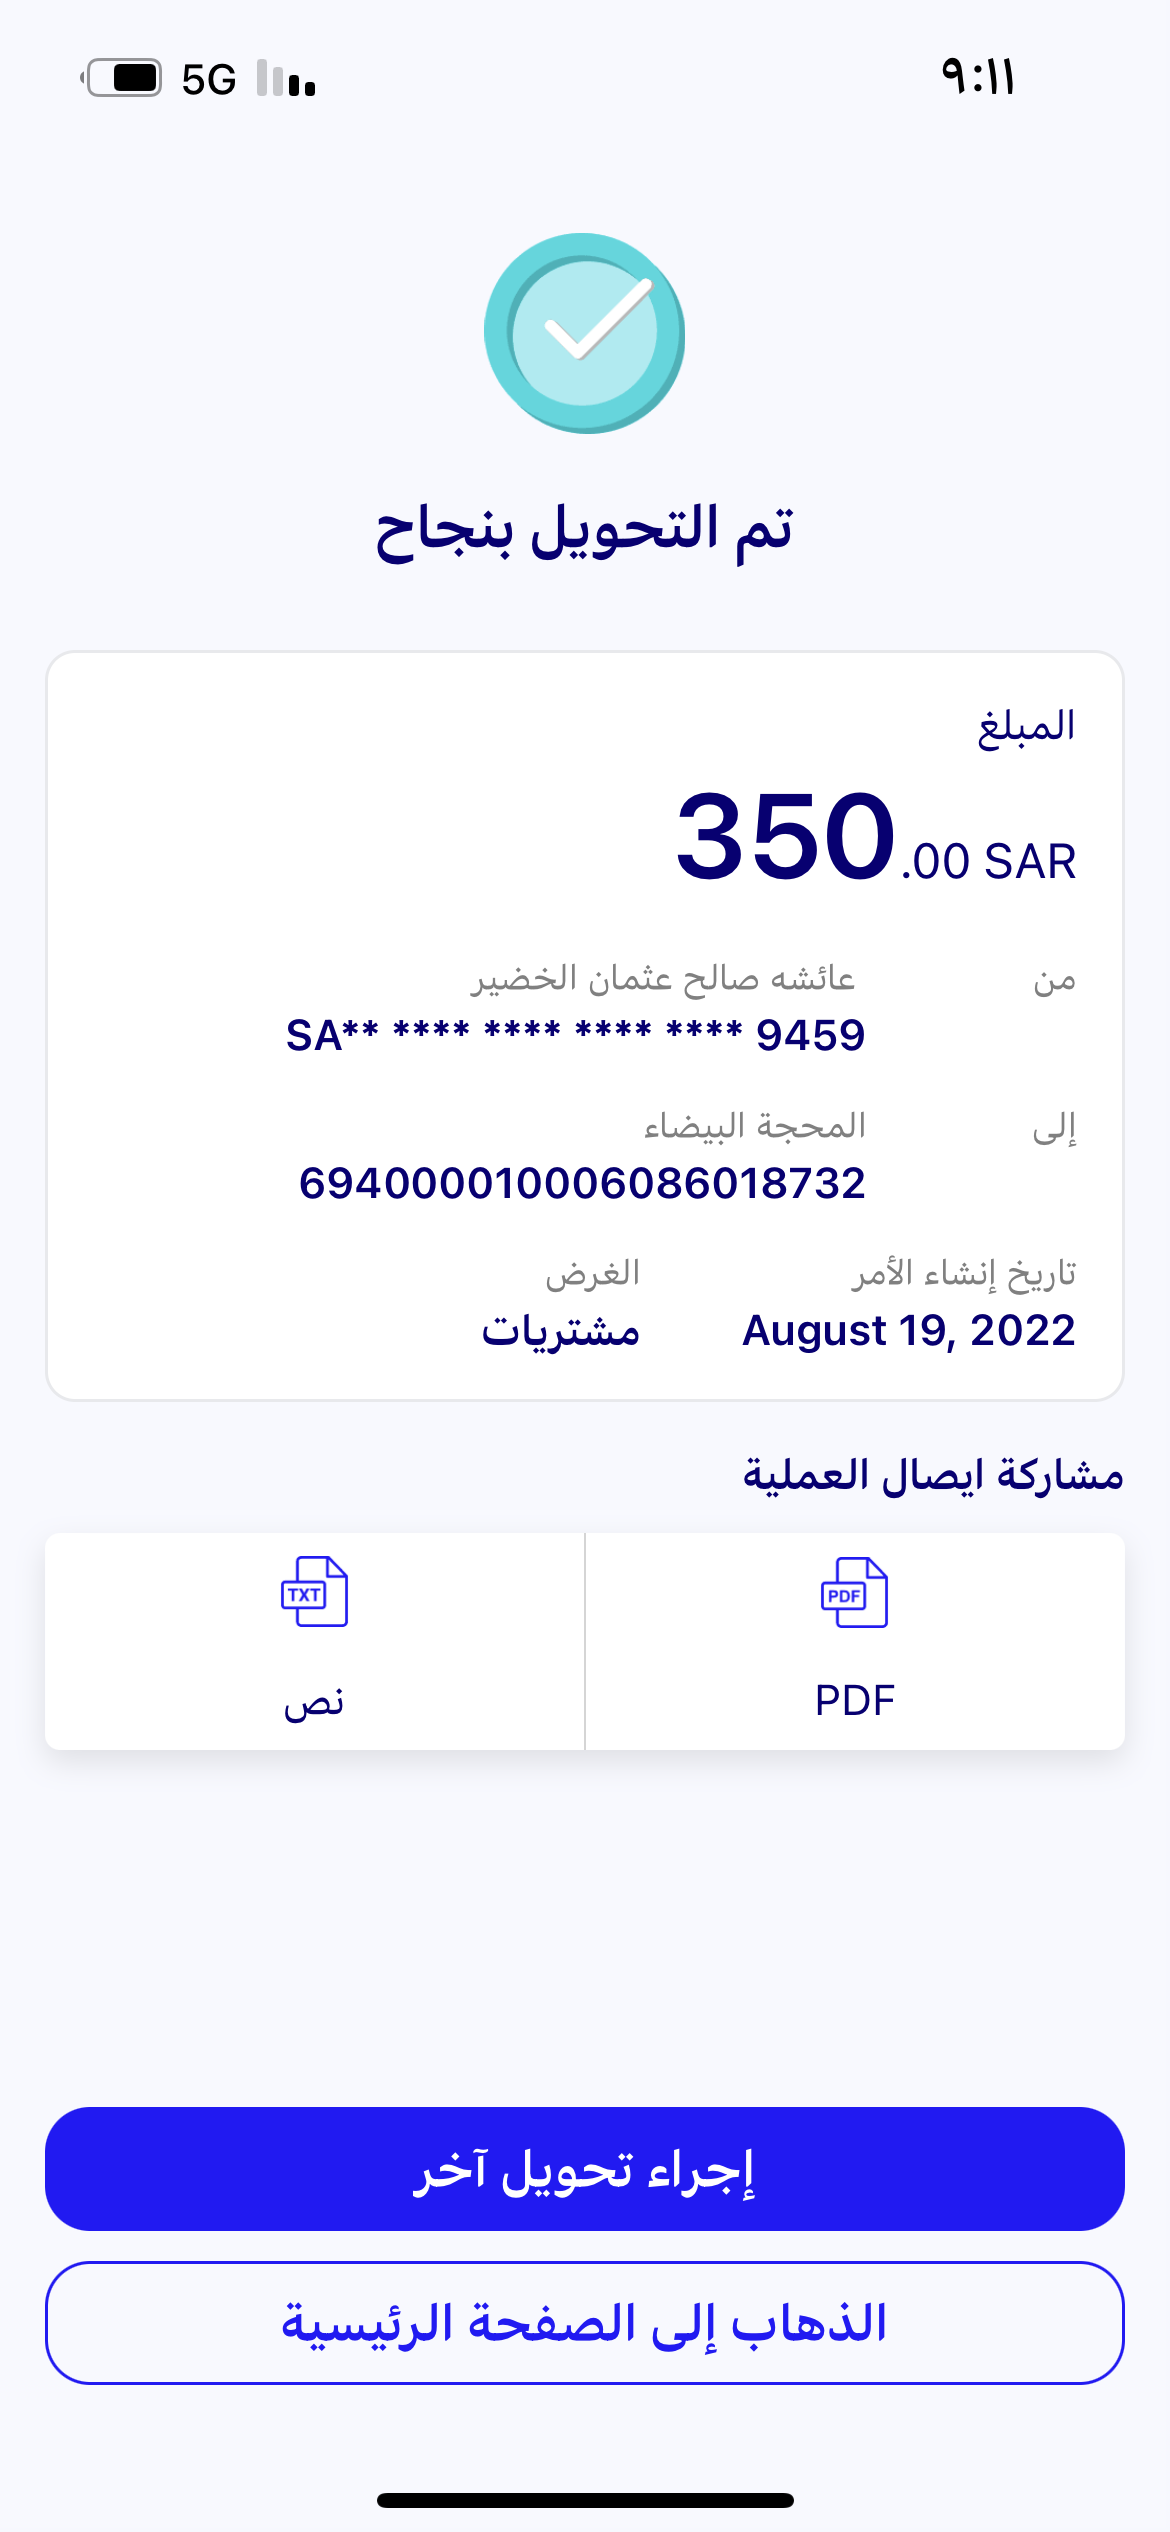 ٩:١١
5G
تم التحويل بنجاح
المبلغ
350.00 SAR
من
عائشه صالح عثمان الخضير
SA** **** **** **** **** 9459
إلى
المحجة البيضاء
694000010006086018732
تاريخ إنشاء الأمر
August 19, 2022
الغرض
مشتريات
مشاركة ايصال العملية
PDF
PDF
TXT
نص
إجراء تحويل آخر
الذهاب إلى الصفحة الرئيسية